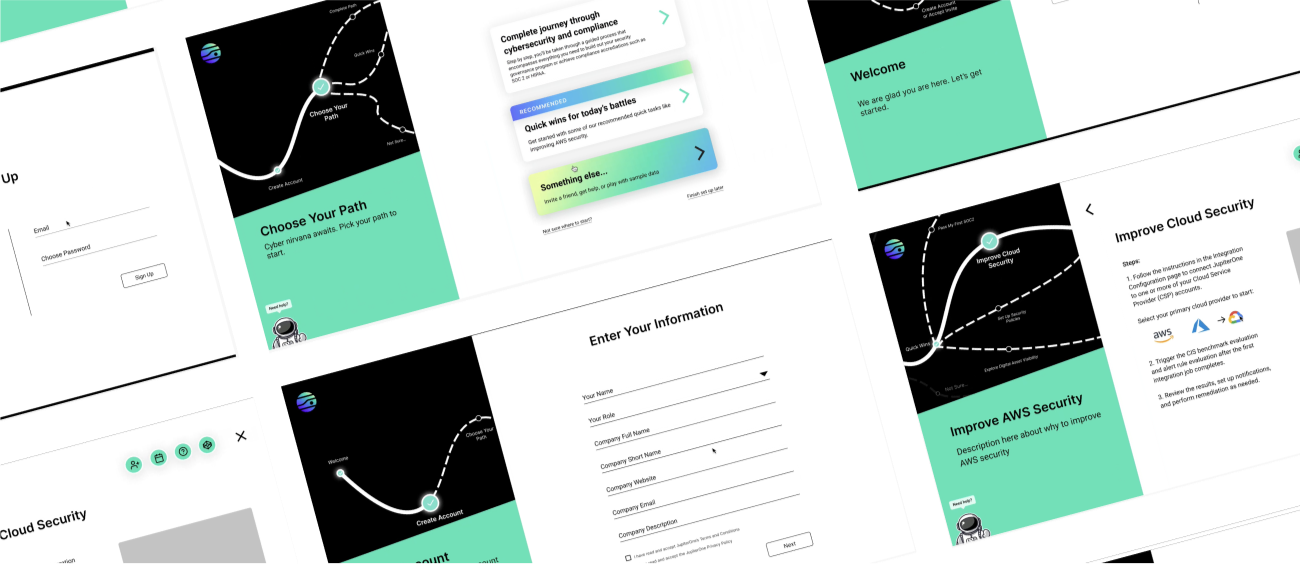 Up
Email
Choose Password
Sign Up
Complete Path
Quick Wins
Choose Your
Path
Not Sure...
Create Account
Choose Your Path
Cyber nirvana awaits. Pick your path to
start.
Need help?
Complete journey through
cybersecurity and compliance
Step by step, you'll be taken through a guided process that
encompasses everything you need to build out your security
governance program or achieve compliance accreditations such as
SOC 2 or HIPAA.
RECOMMENDED
Quick wins for today's battles
Get started with some of our recommended quick tasks like
improving AWS security.
Something else...
Invite a friend, get help, or play with sample data
Not sure where to start?
Finish set up later
Create Account
or Accept Invite
Welcome
We are glad you are here. Let's get
started.
Pass My First SOC2
Improve Cloud
Security
Set Up Security
Policies
Quick Wins
Explore Digital Asset Visibility
Not Sure...
Improve AWS Security
Description here about why to improve
AWS security
Need help?
Improve Cloud Security
Steps:
1. Follow the instructions in the Integration
Configuration page to connect JupiterOne
to one or more of your Cloud Service
Provider (CSP) accounts.
Select your primary cloud provider to start:
aws
2. Trigger the CIS benchmark evaluation
and alert rule evaluation after the first
integration job completes.
3. Review the results, set up notifications,
and perform remediation as needed.
Cloud Security
Welcome
Choose Your
Path
Create Account
Enter Your Information
Your Name
Your Role
Company Full Name
Company Short Name
Company Website
Company Email
Company Description
I have read and accept JupiterOne's Terms and Conditions
read and accept the JupiterOne Privacy Policy
Next